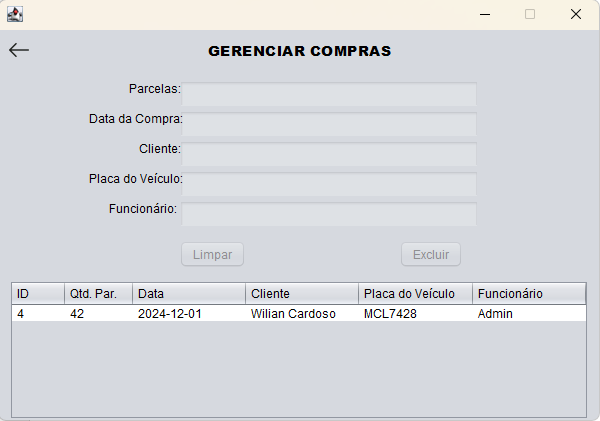 GERENCIAR COMPRAS
Parcelas:
Data da Compra:
Cliente:
Placa do Veículo:
Funcionário:
Limpar Excluir
ID Qtd. Par. Data Cliente Placa do Veículo Funcionário
4 42 2024-12-01 Wilian Cardoso MCL7428 Admin